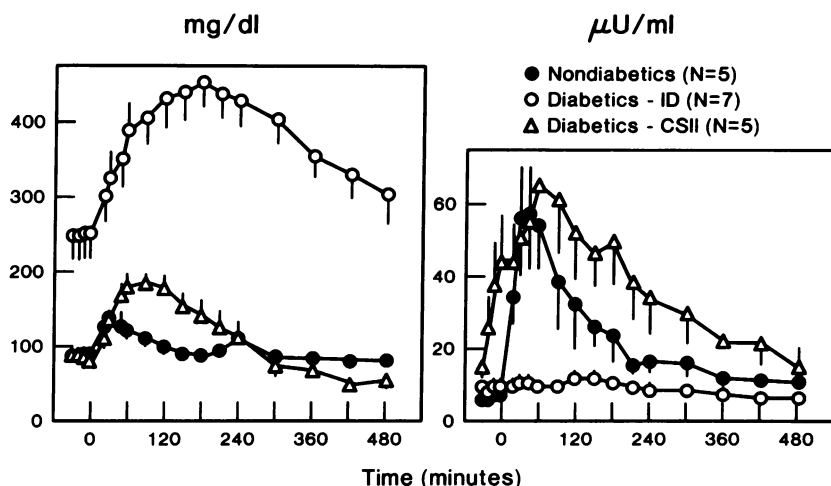 mg/dl
μU/ml
Nondiabetics (N=5)
Diabetics - ID (N=7)
Diabetics - CSII (N=5)
400
300
200
100
0
60
40
20
0
0 120 240 360 480
0 120 240 360 480
Time (minutes)